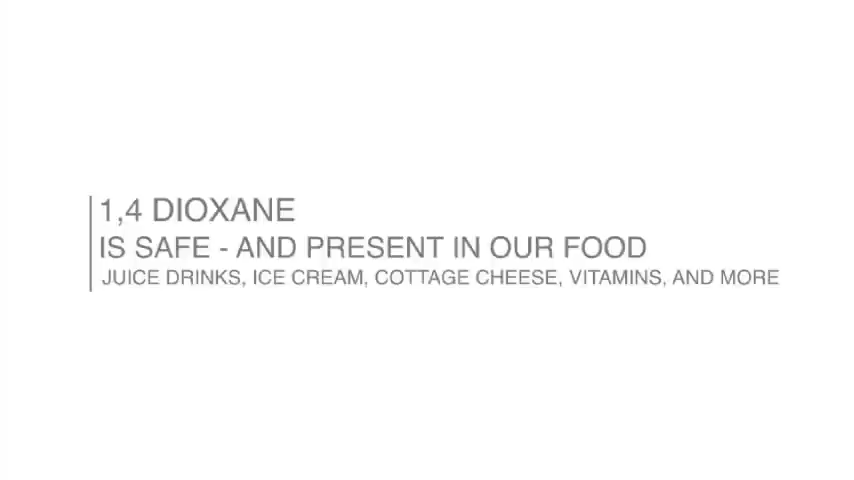 1,4 DIOXANE
IS SAFE - AND PRESENT IN OUR FOOD
JUICE DRINKS, ICE CREAM, COTTAGE CHEESE, VITAMINS, AND MORE